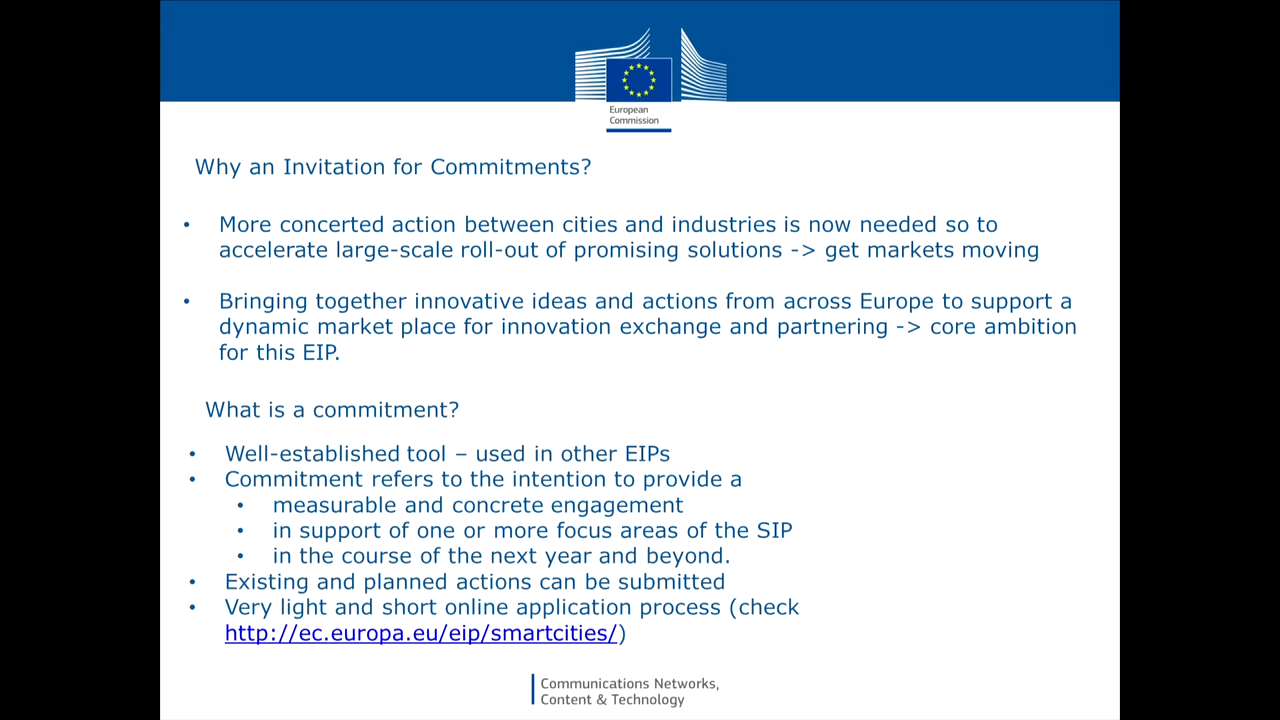 European
Commission
Why an Invitation for Commitments?
• More concerted action between cities and industries is now needed so to
accelerate large-scale roll-out of promising solutions -> get markets moving
• Bringing together innovative ideas and actions from across Europe to support a
dynamic market place for innovation exchange and partnering -> core ambition
for this EIP.
What is a commitment?
• Well-established tool – used in other EIPs
• Commitment refers to the intention to provide a
• measurable and concrete engagement
• in support of one or more focus areas of the SIP
• in the course of the next year and beyond.
• Existing and planned actions can be submitted
• Very light and short online application process (check
http://ec.europa.eu/eip/smartcities/)
Communications Networks,
Content & Technology